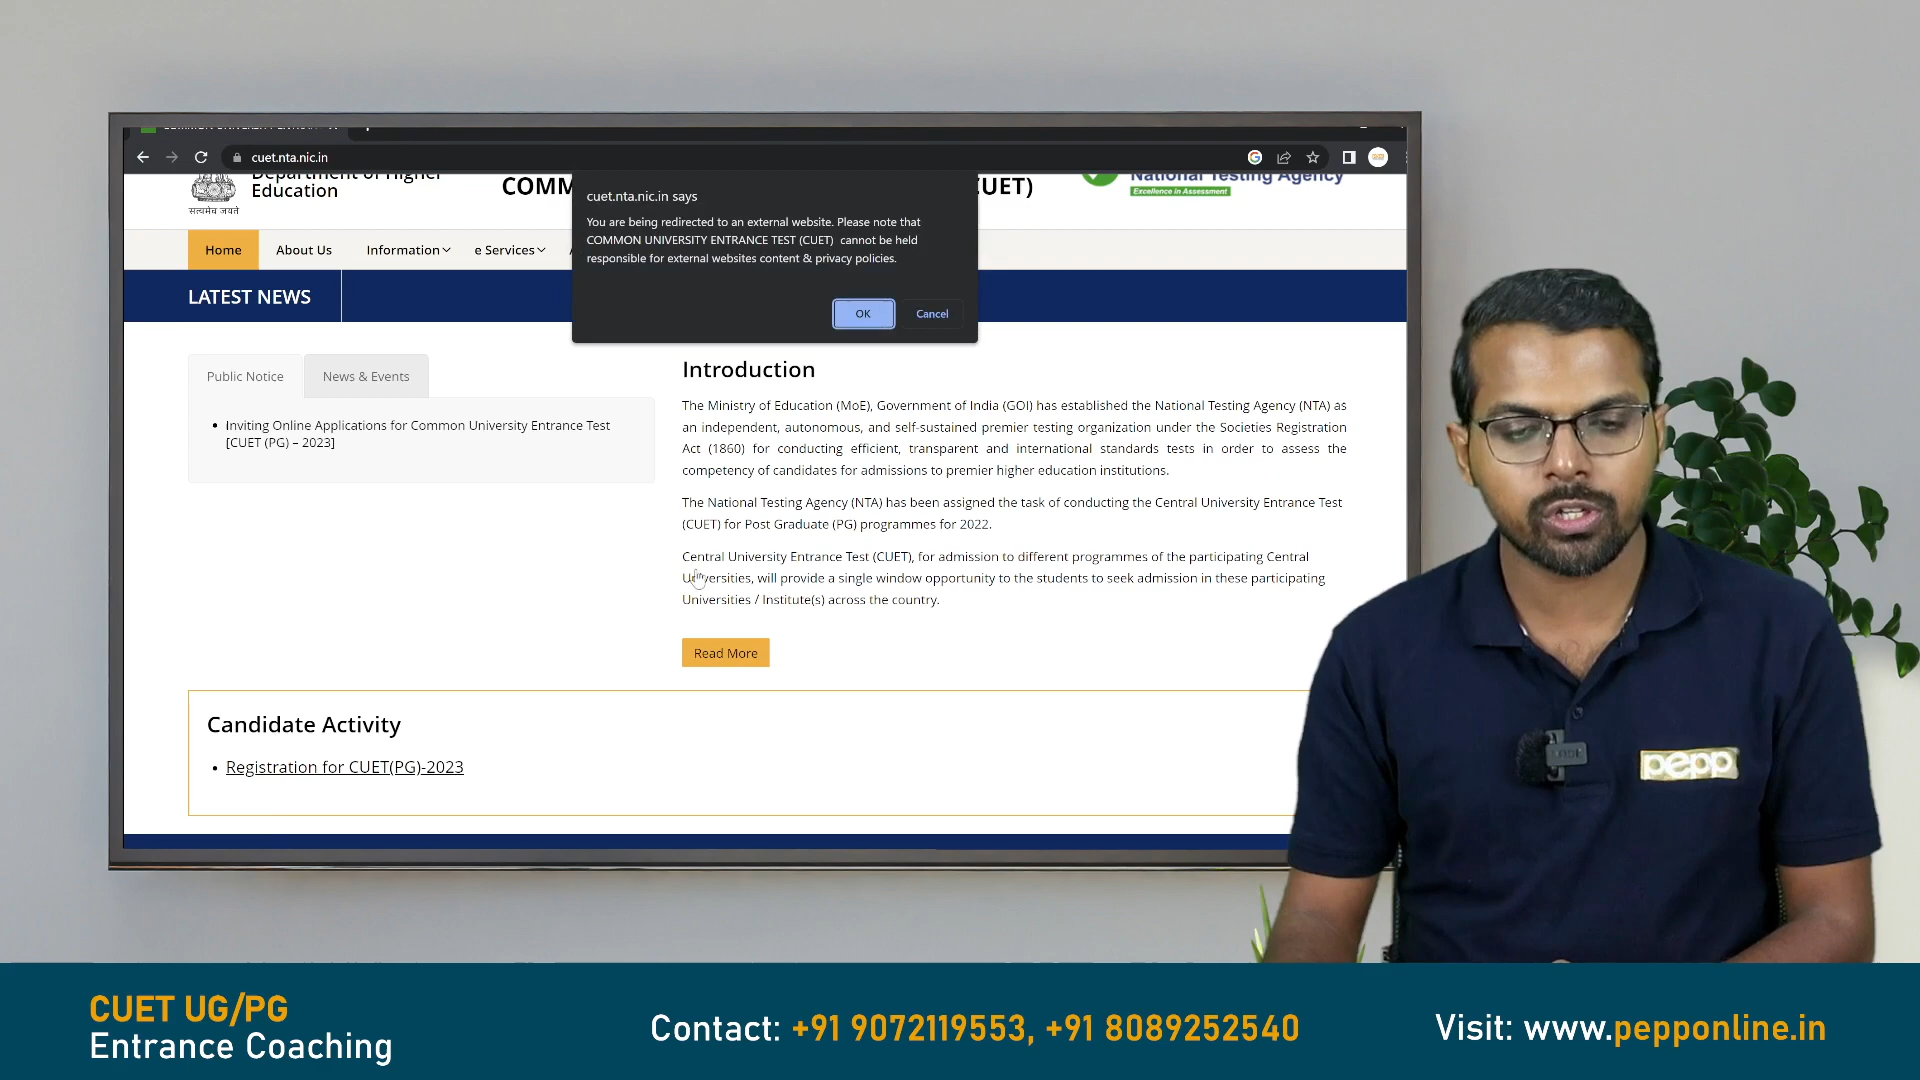 cuet.nta.nic.in
Department of Higher
Education
सत्यमेव जयते
COMM
CUET)
National Testing Agency
Excellence in Assessment
cuet.nta.nic.in says
You are being redirected to an external website. Please note that
COMMON UNIVERSITY ENTRANCE TEST (CUET) cannot be held
responsible for external websites content & privacy policies.
OK
Cancel
Home
About Us
Information
e Services
LATEST NEWS
Public Notice
News & Events
• Inviting Online Applications for Common University Entrance Test
[CUET (PG) – 2023]
Introduction
The Ministry of Education (MoE), Government of India (GOI) has established the National Testing Agency (NTA) as
an independent, autonomous, and self-sustained premier testing organization under the Societies Registration
Act (1860) for conducting efficient, transparent and international standards tests in order to assess the
competency of candidates for admissions to premier higher education institutions.
The National Testing Agency (NTA) has been assigned the task of conducting the Central University Entrance Test
(CUET) for Post Graduate (PG) programmes for 2022.
Central University Entrance Test (CUET), for admission to different programmes of the participating Central
Universities, will provide a single window opportunity to the students to seek admission in these participating
Universities / Institute(s) across the country.
Read More
Candidate Activity
• Registration for CUET(PG)-2023
pepp
CUET UG/PG
Entrance Coaching
Contact: +91 9072119553, +91 8089252540
Visit: www.pepponline.in